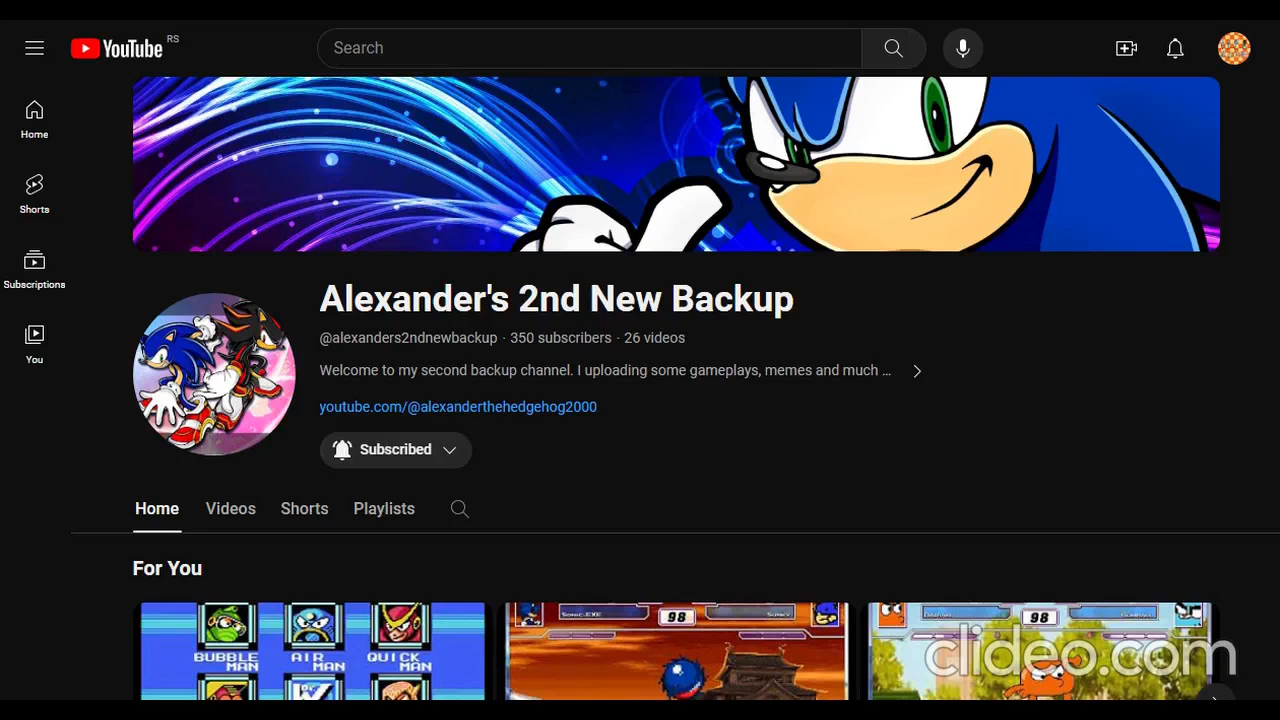 YouTube RS
Search
Home
Shorts
Subscriptions
You
Alexander's 2nd New Backup
@alexanders2ndnewbackup · 350 subscribers · 26 videos
Welcome to my second backup channel. I uploading some gameplays, memes and much ...
youtube.com/@alexanderthehedgehog2000
Subscribed
Home Videos Shorts Playlists
For You
BUBBLE MAN
AIR MAN
QUICK MAN
SONIC.EXE 98
98
clideo.com